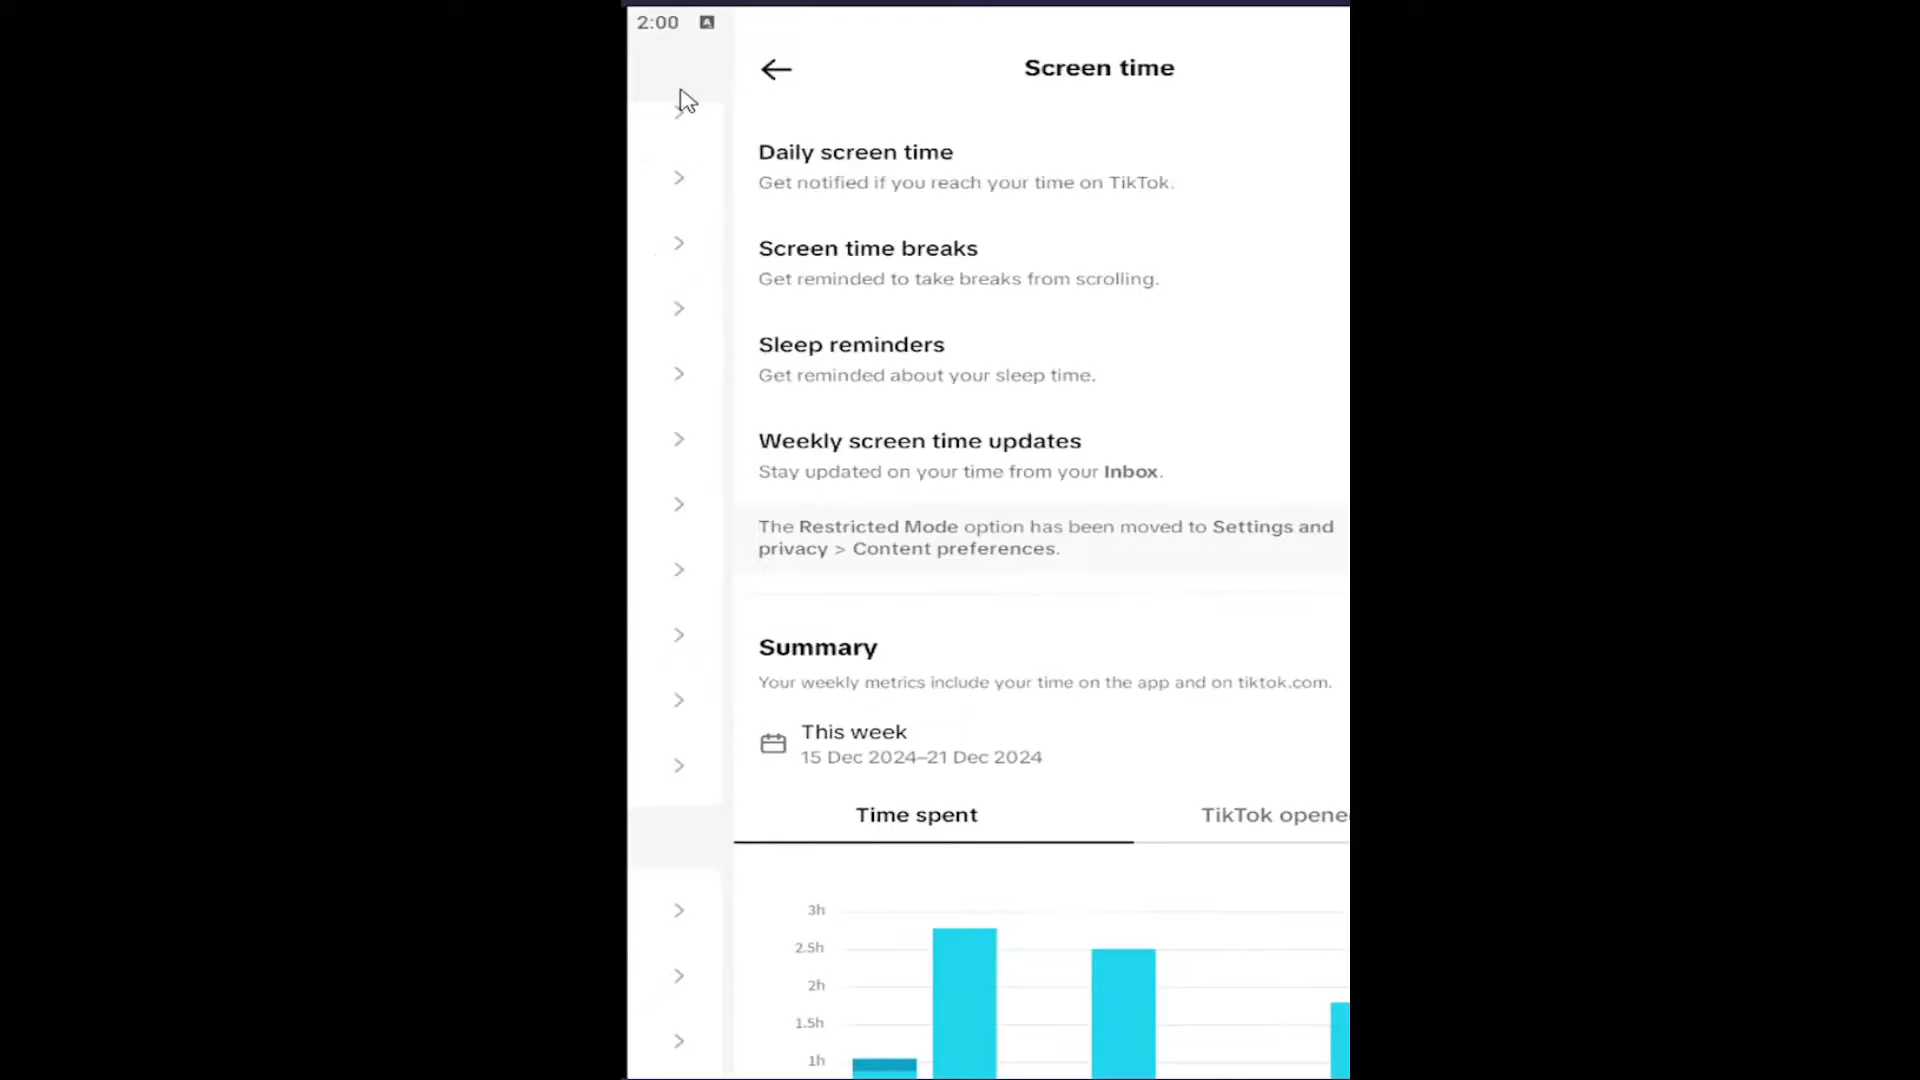 2:00
Screen time
Daily screen time
Get notified if you reach your time on TikTok.
Screen time breaks
Get reminded to take breaks from scrolling.
Sleep reminders
Get reminded about your sleep time.
Weekly screen time updates
Stay updated on your time from your Inbox.
The Restricted Mode option has been moved to Settings and
privacy > Content preferences.
Summary
Your weekly metrics include your time on the app and on tiktok.com.
This week
15 Dec 2024–21 Dec 2024
Time spent
TikTok opene
3h
2.5h
2h
1.5h
1h